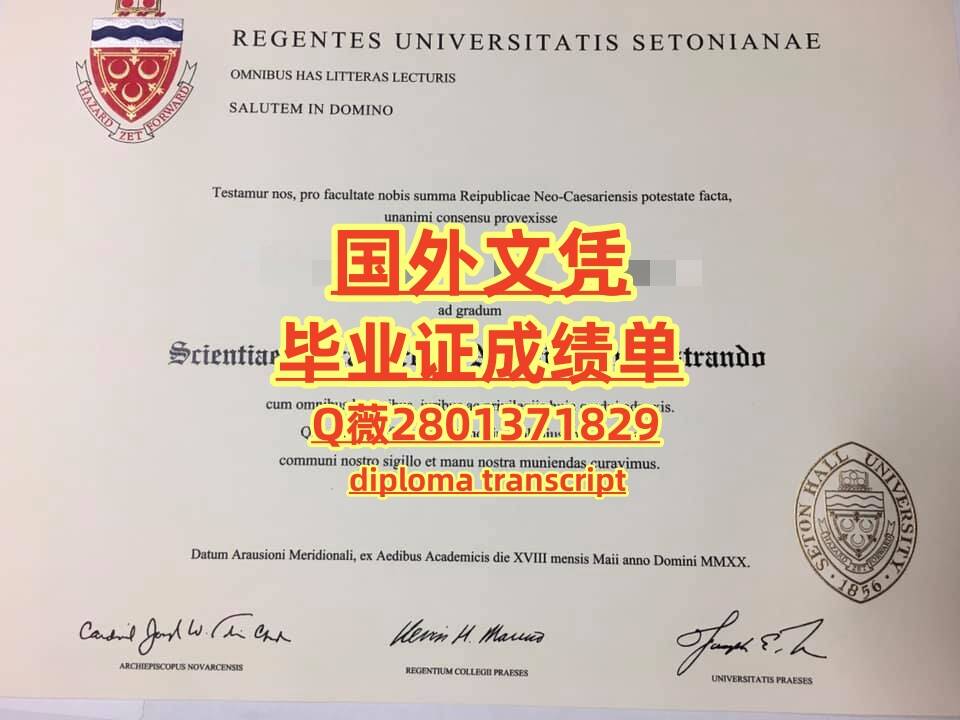 REGENTES UNIVERSITATIS SETONIANAE
OMNIBUS HAS LITTERAS LECTURIS
SALUTEM IN DOMINO
HAZARD ZET FORWARD
Testamur nos, pro facultate nobis summa Reipublicae Neo-Caesariensis potestate facta,
unanimi consensu provexisse
国外文凭
ad gradum
毕业证成绩单
Scientiae
cum
Q薇2801371829
communi nostro sigillo et manu nostra muniendas curavimus.
diploma transcript
SETON HALL UNIVERSITY
1856
Datum Arausioni Meridionali, ex Aedibus Academicis die XVIII mensis Maii anno Domini MMXX.
ARCHIEPISCOPUS NOVARCENSIS
REGENTIUM COLLEGII PRAESES
UNIVERSITATIS PRAESES